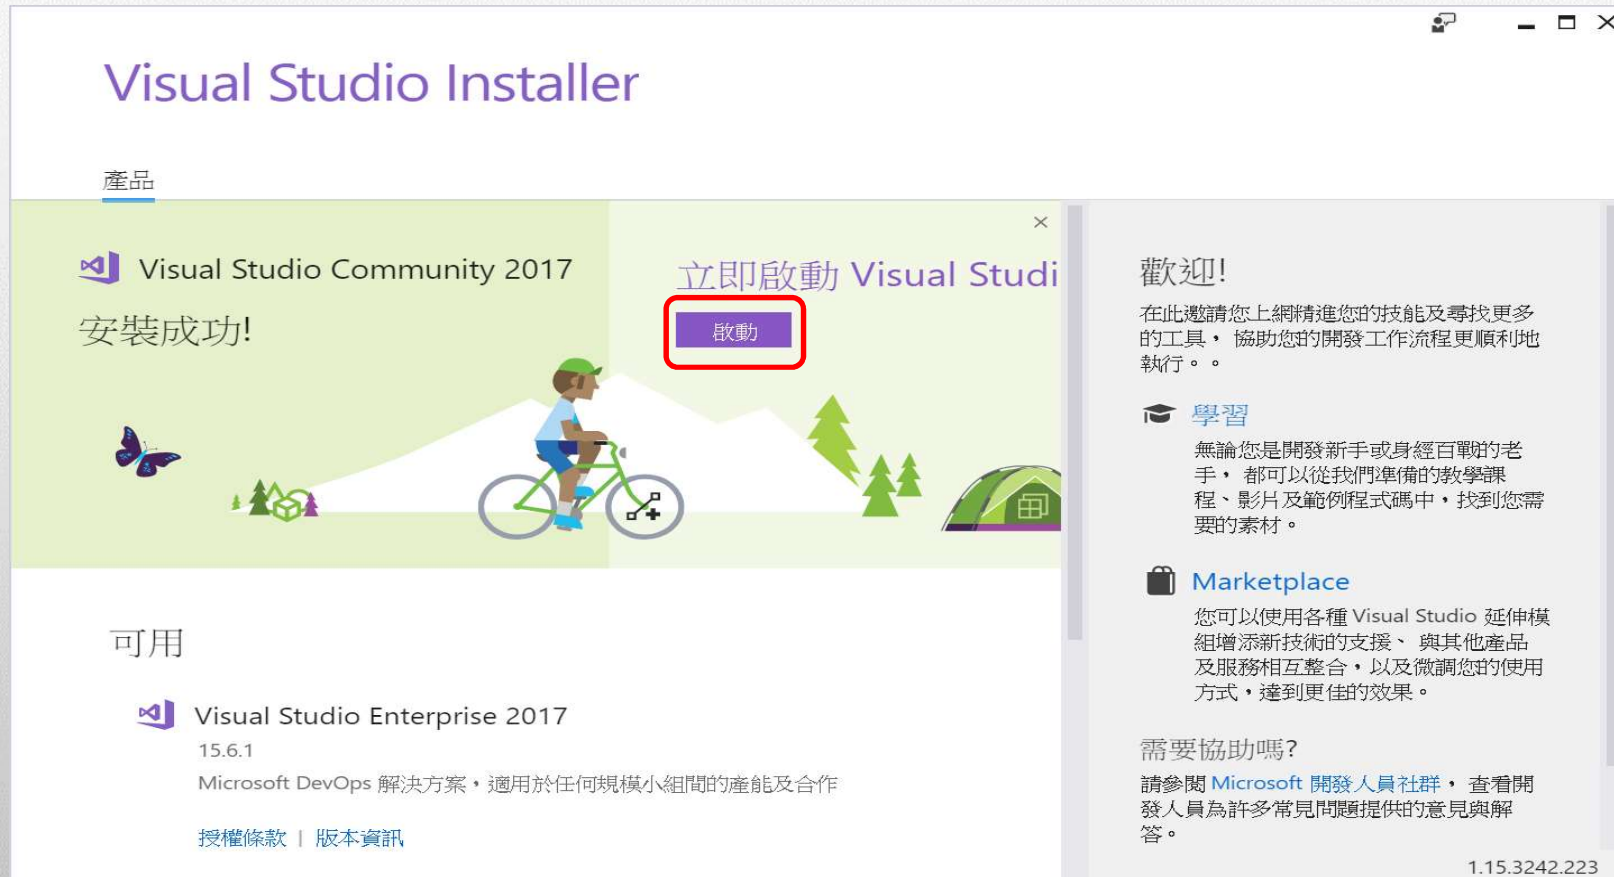 Visual Studio Installer
產品
Visual Studio Community 2017
安裝成功!
立即啟動 Visual Studi
啟動
可用
Visual Studio Enterprise 2017
15.6.1
Microsoft DevOps 解決方案，適用於任何規模小組間的產能及合作
授權條款 | 版本資訊
歡迎!
在此邀請您上網精進您的技能及尋找更多
的工具， 協助您的開發工作流程更順利地
執行。。
學習
無論您是開發新手或身經百戰的老
手， 都可以從我們準備的教學課
程、影片及範例程式碼中，找到您需
要的素材。
Marketplace
您可以使用各種 Visual Studio 延伸模
組增添新技術的支援、 與其他產品
及服務相互整合，以及微調您的使用
方式，達到更佳的效果。
需要協助嗎?
請參閱 Microsoft 開發人員社群， 查看開
發人員為許多常見問題提供的意見與解
答。
1.15.3242.223